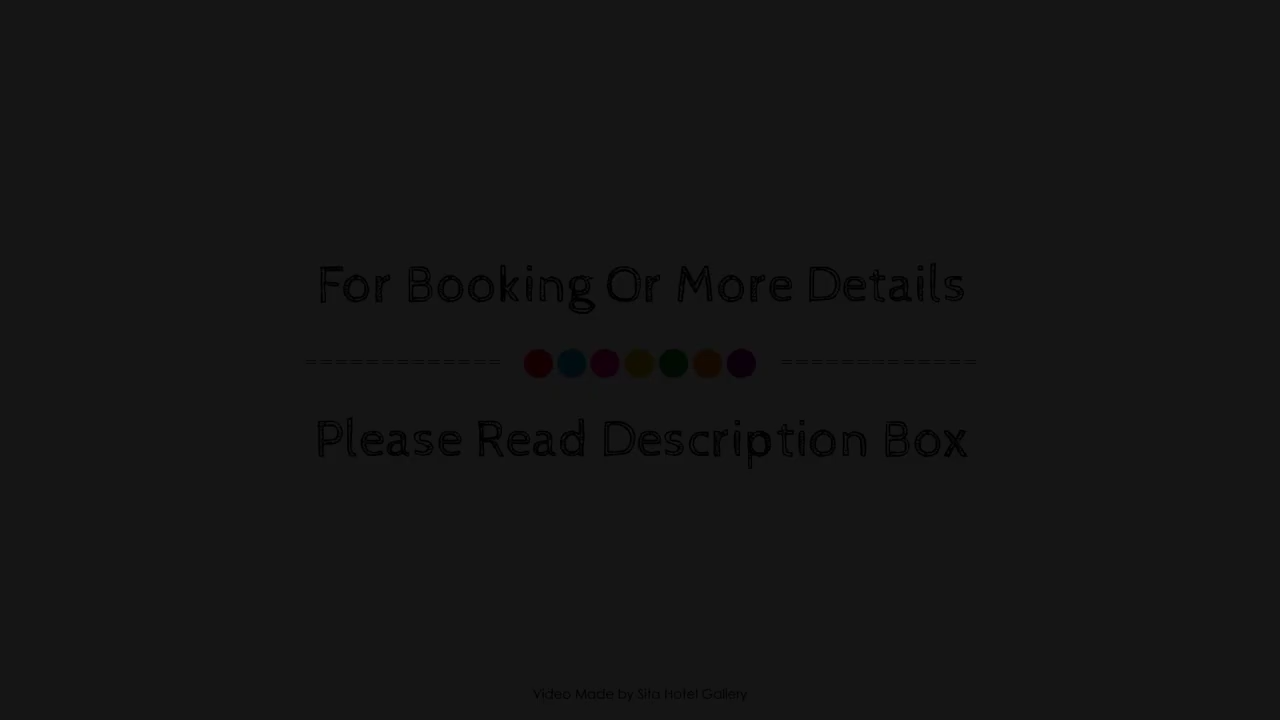 For Booking Or More Details
============= =============
Please Read Description Box
Video Made by Sita Hotel Gallery